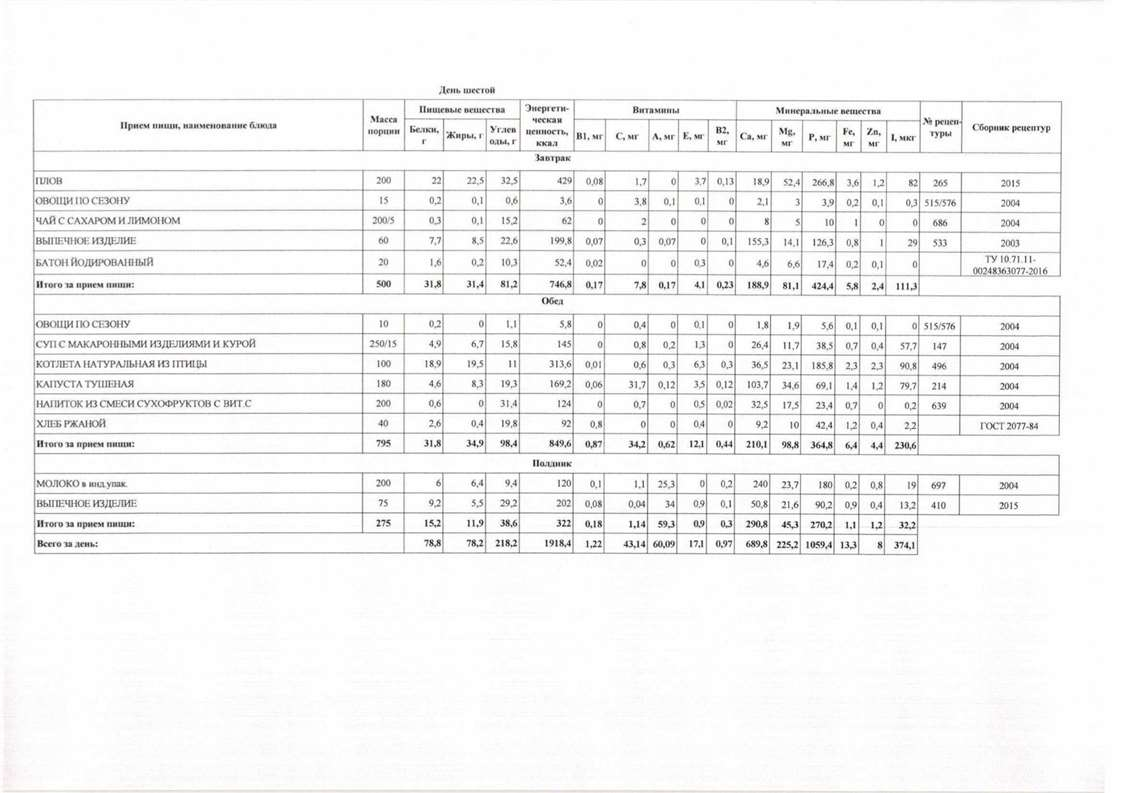 День шестой
Прием пищи, наименование блюда | Масса порции | Пищевые вещества | Энергети-ческая ценность, ккал | Витамины | Минеральные вещества | № рецеп-туры | Сборник рецептур
Белки, г | Жиры, г | Углев оды, г | B1, мг | C, мг | A, мг | E, мг | B2, мг | Ca, мг | Mg, мг | P, мг | Fe, мг | Zn, мг | I, мкг
Завтрак
ПЛОВ 200 22 22,5 32,5 429 0,08 1,7 0 3,7 0,13 18,9 52,4 266,8 3,6 1,2 82 265 2015
ОВОЩИ ПО СЕЗОНУ 15 0,2 0,1 0,6 3,6 0 3,8 0,1 0,1 0 2,1 3 3,9 0,2 0,1 0,3 515/576 2004
ЧАЙ С САХАРОМ И ЛИМОНОМ 200/5 0,3 0,1 15,2 62 0 2 0 0 0 8 5 10 1 0 0 686 2004
ВЫПЕЧНОЕ ИЗДЕЛИЕ 60 7,7 8,5 22,6 199,8 0,07 0,3 0,07 0 0,1 155,3 14,1 126,3 0,8 1 29 533 2003
БАТОН ЙОДИРОВАННЫЙ 20 1,6 0,2 10,3 52,4 0,02 0 0 0,3 0 4,6 6,6 17,4 0,2 0,1 0 ТУ 10.71.11-00248363077-2016
Итого за прием пищи: 500 31,8 31,4 81,2 746,8 0,17 7,8 0,17 4,1 0,23 188,9 81,1 424,4 5,8 2,4 111,3
Обед
ОВОЩИ ПО СЕЗОНУ 10 0,2 0 1,1 5,8 0 0,4 0 0,1 0 1,8 1,9 5,6 0,1 0,1 0 515/576 2004
СУП С МАКАРОННЫМИ ИЗДЕЛИЯМИ И КУРОЙ 250/15 4,9 6,7 15,8 145 0 0,8 0,2 1,3 0 26,4 11,7 38,5 0,7 0,4 57,7 147 2004
КОТЛЕТА НАТУРАЛЬНАЯ ИЗ ПТИЦЫ 100 18,9 19,5 11 313,6 0,01 0,6 0,3 6,3 0,3 36,5 23,1 185,8 2,3 2,3 90,8 496 2004
КАПУСТА ТУШЕНАЯ 180 4,6 8,3 19,3 169,2 0,06 31,7 0,12 3,5 0,12 103,7 34,6 69,1 1,4 1,2 79,7 214 2004
НАПИТОК ИЗ СМЕСИ СУХОФРУКТОВ С ВИТ.С 200 0,6 0 31,4 124 0 0,7 0 0,5 0,02 32,5 17,5 23,4 0,7 0 0,2 639 2004
ХЛЕБ РЖАНОЙ 40 2,6 0,4 19,8 92 0,8 0 0 0,4 0 9,2 10 42,4 1,2 0,4 2,2 ГОСТ 2077-84
Итого за прием пищи: 795 31,8 34,9 98,4 849,6 0,87 34,2 0,62 12,1 0,44 210,1 98,8 364,8 6,4 4,4 230,6
Полдник
МОЛОКО в инд.упак. 200 6 6,4 9,4 120 0,1 1,1 25,3 0 0,2 240 23,7 180 0,2 0,8 19 697 2004
ВЫПЕЧНОЕ ИЗДЕЛИЕ 75 9,2 5,5 29,2 202 0,08 0,04 34 0,9 0,1 50,8 21,6 90,2 0,9 0,4 13,2 410 2015
Итого за прием пищи: 275 15,2 11,9 38,6 322 0,18 1,14 59,3 0,9 0,3 290,8 45,3 270,2 1,1 1,2 32,2
Всего за день: 78,8 78,2 218,2 1918,4 1,22 43,14 60,09 17,1 0,97 689,8 225,2 1059,4 13,3 8 374,1